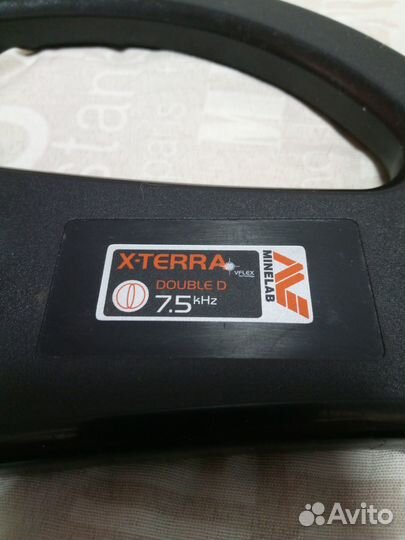 X-TERRA
VFLEX
DOUBLE D
7.5 kHz
MINELAB
Avito